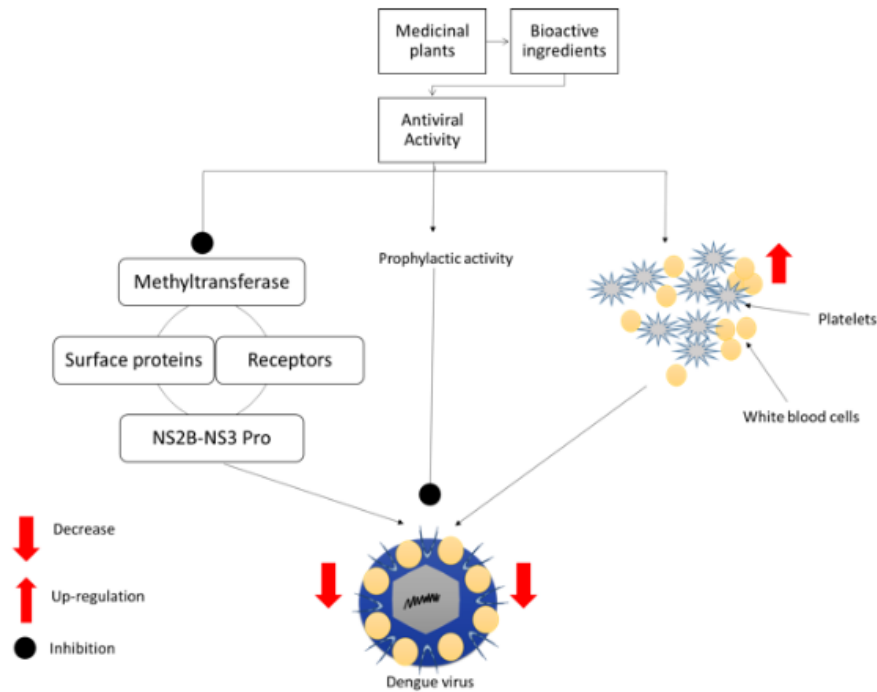 Medicinal
plants
Bioactive
ingredients
Antiviral
Activity
Methyltransferase
Surface proteins
Receptors
NS2B-NS3 Pro
Prophylactic activity
Platelets
White blood cells
Decrease
Up-regulation
Inhibition
Dengue virus